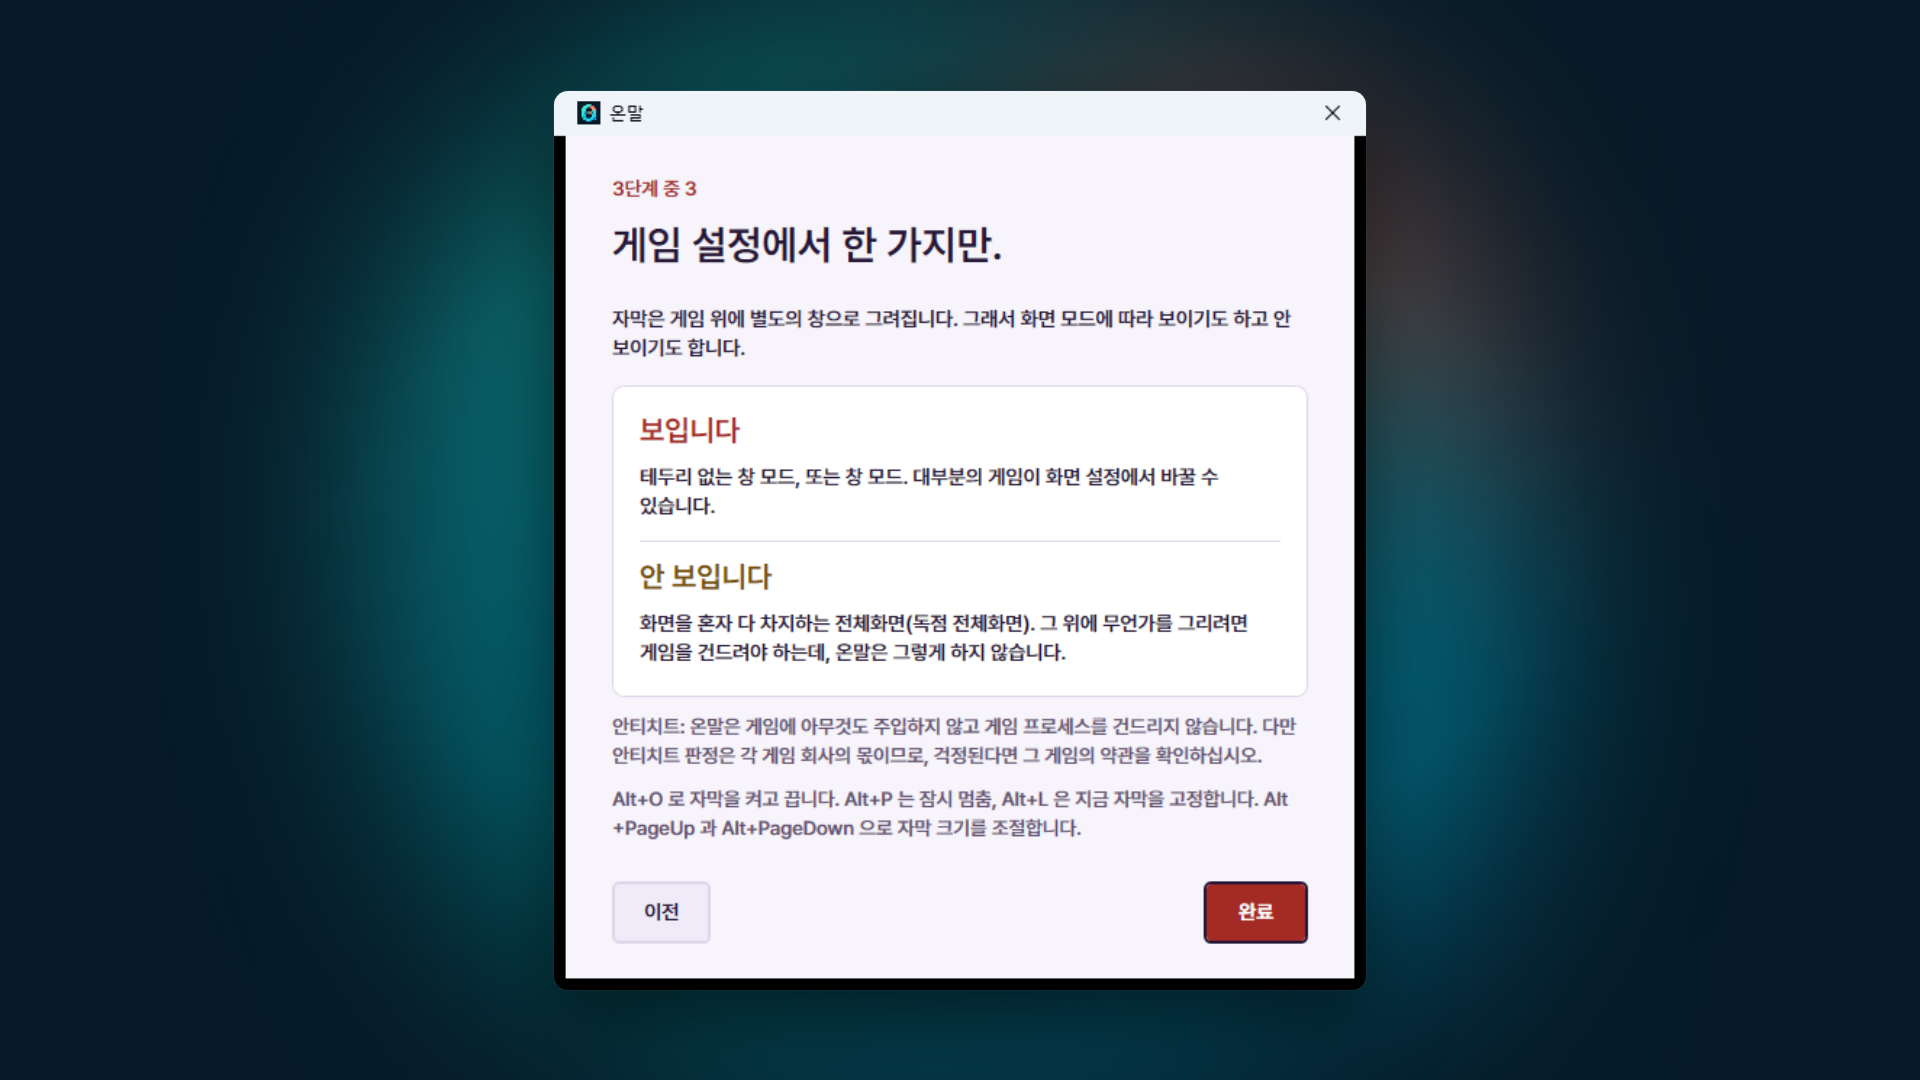 온말
3단계 중 3
게임 설정에서 한 가지만.
자막은 게임 위에 별도의 창으로 그려집니다. 그래서 화면 모드에 따라 보이기도 하고 안
보이기도 합니다.
보입니다
테두리 없는 창 모드, 또는 창 모드. 대부분의 게임이 화면 설정에서 바꿀 수
있습니다.
안 보입니다
화면을 혼자 다 차지하는 전체화면(독점 전체화면). 그 위에 무언가를 그리려면
게임을 건드려야 하는데, 온말은 그렇게 하지 않습니다.
안티치트: 온말은 게임에 아무것도 주입하지 않고 게임 프로세스를 건드리지 않습니다. 다만
안티치트 판정은 각 게임 회사의 몫이므로, 걱정된다면 그 게임의 약관을 확인하십시오.
Alt+O 로 자막을 켜고 끕니다. Alt+P 는 잠시 멈춤, Alt+L 은 지금 자막을 고정합니다. Alt
+PageUp 과 Alt+PageDown 으로 자막 크기를 조절합니다.
이전
완료